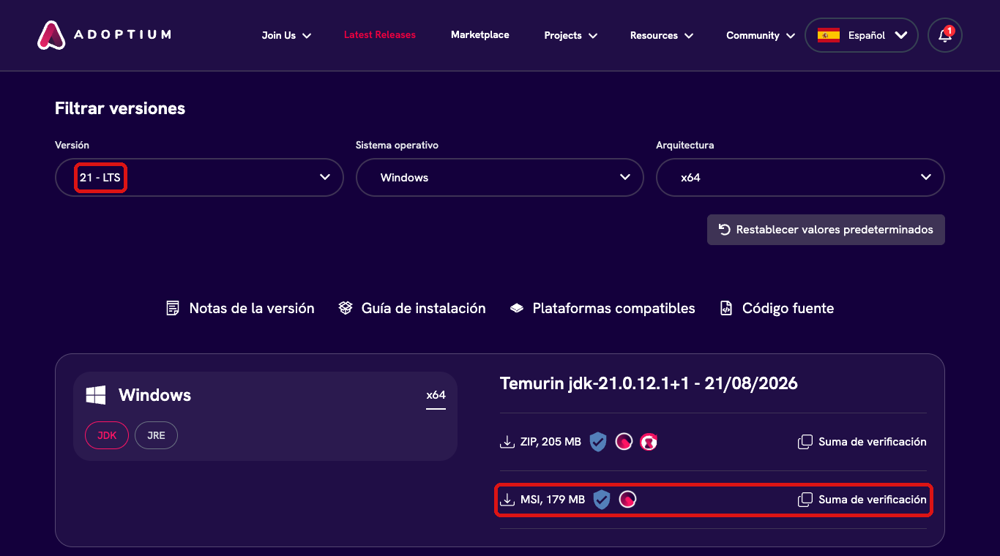 ADOPTIUM
Join Us
Latest Releases
Marketplace
Projects
Resources
Community
Español
1
Filtrar versiones
Versión
Sistema operativo
Arquitectura
21 - LTS
Windows
x64
Restablecer valores predeterminados
Notas de la versión
Guía de instalación
Plataformas compatibles
Código fuente
Windows
x64
JDK
JRE
Temurin jdk-21.0.12.1+1 - 21/08/2026
ZIP, 205 MB
Suma de verificación
MSI, 179 MB
Suma de verificación